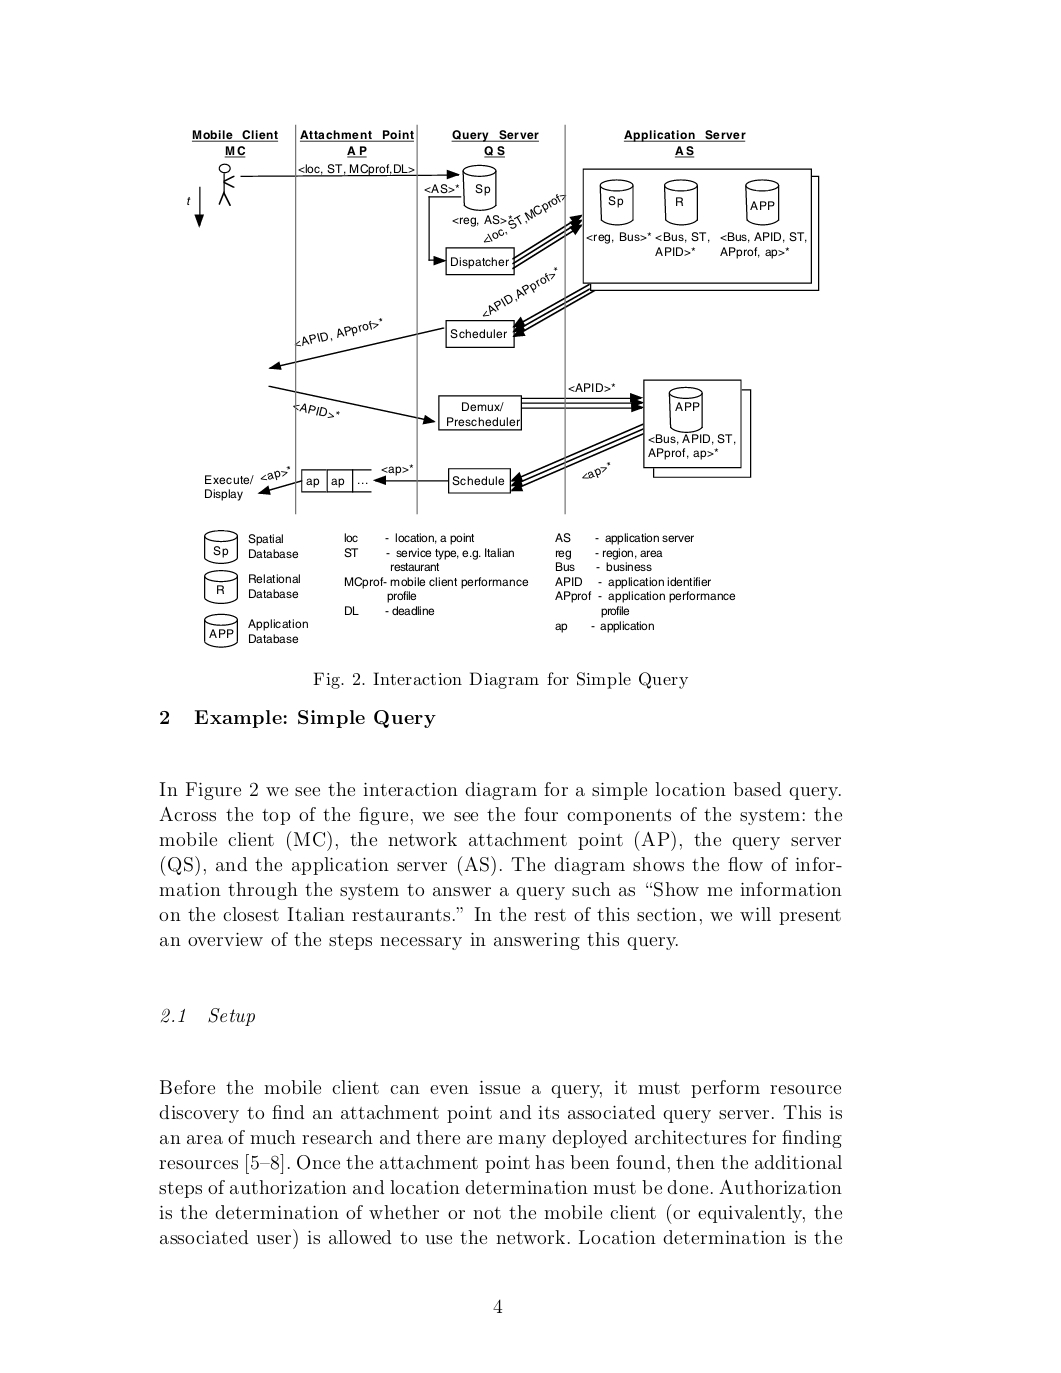 Mobile Client
MC
Attachment Point
AP
Query Server
QS
Application Server
AS
<loc, ST, MCprof,DL>
t
<AS>*
Sp
<reg, AS>*
<loc, ST,MCprof>
Dispatcher
Sp
R
APP
<reg, Bus>*
<Bus, ST,
APID>*
<Bus, APID, ST,
APprof, ap>*
<APID,APprof>*
Scheduler
<APID, APprof>*
<APID>*
Demux/
Prescheduler
<APID>*
APP
<Bus, APID, ST,
APprof, ap>*
<ap>*
Schedule
<ap>*
ap ap ...
<ap>*
Execute/
Display
Sp
Spatial
Database
R
Relational
Database
APP
Application
Database
loc - location, a point
ST - service type, e.g. Italian
restaurant
MCprof- mobile client performance
profile
DL - deadline
AS - application server
reg - region, area
Bus - business
APID - application identifier
APprof - application performance
profile
ap - application
Fig. 2. Interaction Diagram for Simple Query
2 Example: Simple Query
In Figure 2 we see the interaction diagram for a simple location based query.
Across the top of the figure, we see the four components of the system: the
mobile client (MC), the network attachment point (AP), the query server
(QS), and the application server (AS). The diagram shows the flow of infor-
mation through the system to answer a query such as “Show me information
on the closest Italian restaurants.” In the rest of this section, we will present
an overview of the steps necessary in answering this query.
2.1 Setup
Before the mobile client can even issue a query, it must perform resource
discovery to find an attachment point and its associated query server. This is
an area of much research and there are many deployed architectures for finding
resources [5–8]. Once the attachment point has been found, then the additional
steps of authorization and location determination must be done. Authorization
is the determination of whether or not the mobile client (or equivalently, the
associated user) is allowed to use the network. Location determination is the
4